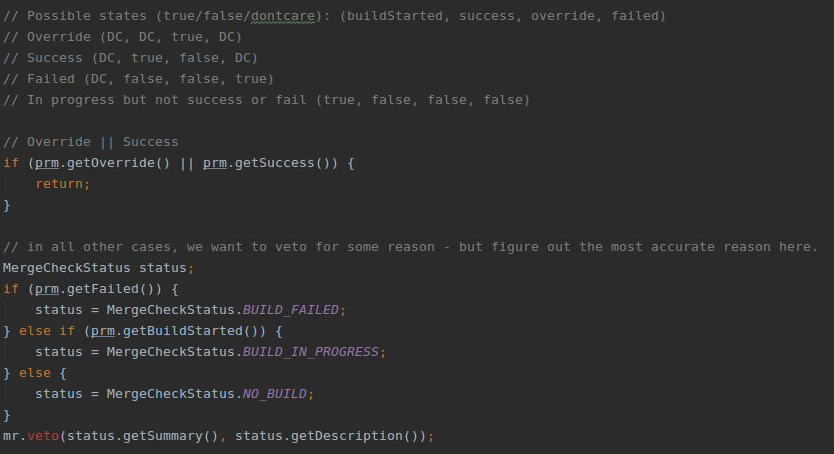 // Possible states (true/false/dontcare): (buildStarted, success, override, failed)
// Override (DC, DC, true, DC)
// Success (DC, true, false, DC)
// Failed (DC, false, false, true)
// In progress but not success or fail (true, false, false, false)
// Override || Success
if (prm.getOverride() || prm.getSuccess()) {
return;
}
// in all other cases, we want to veto for some reason - but figure out the most accurate reason here.
MergeCheckStatus status;
if (prm.getFailed()) {
status = MergeCheckStatus.BUILD_FAILED;
} else if (prm.getBuildStarted()) {
status = MergeCheckStatus.BUILD_IN_PROGRESS;
} else {
status = MergeCheckStatus.NO_BUILD;
}
mr.veto(status.getSummary(), status.getDescription());